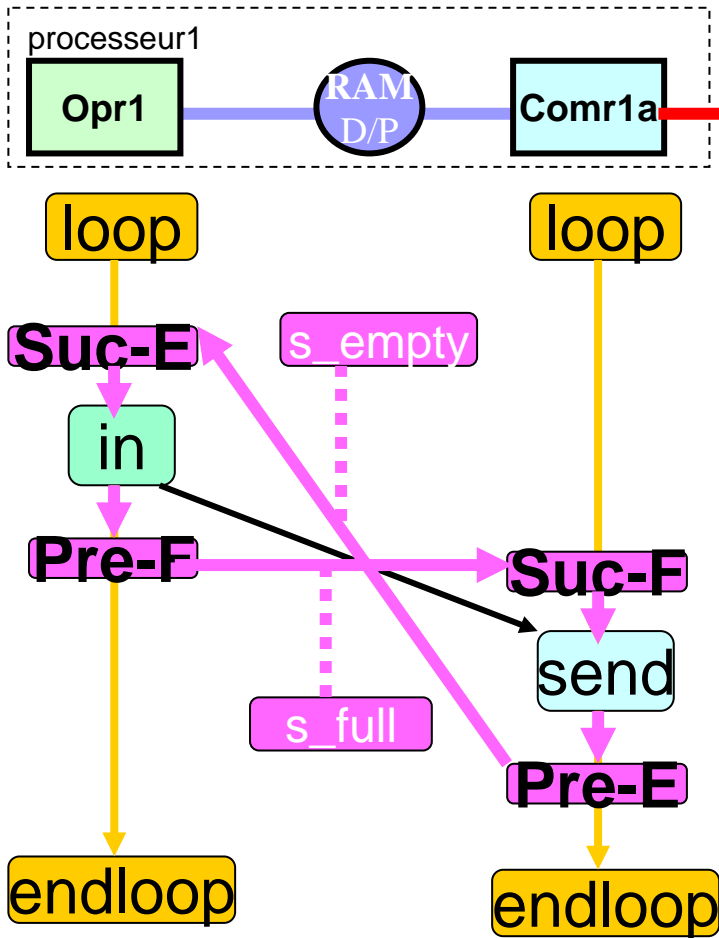 processeur1
Opr1
RAM
D/P
Comr1a
loop
loop
Suc-E
s_empty
in
Pre-F
Suc-F
send
s_full
Pre-E
endloop
endloop